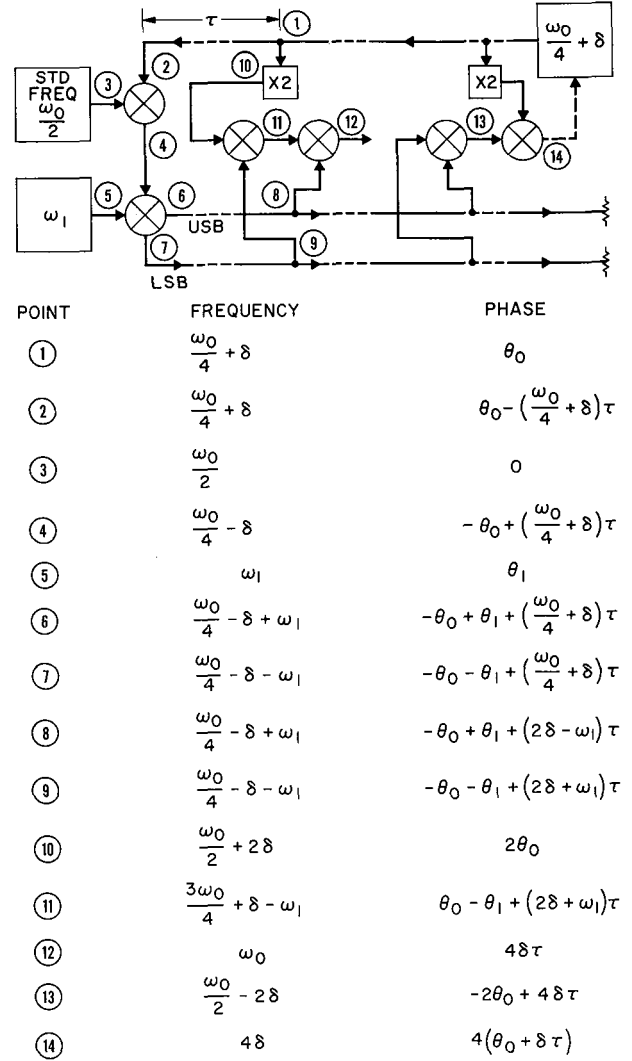 τ
①
ω₀/4 + δ
②
③
STD
FREQ
ω₀/2
X2
X2
⑩
⑪
⑫
⑬
⑭
④
⑤
⑥
⑧
ω₁
USB
⑦
⑨
LSB
POINT FREQUENCY PHASE
① ω₀/4 + δ θ₀
② ω₀/4 + δ θ₀ - (ω₀/4 + δ) τ
③ ω₀/2 0
④ ω₀/4 - δ - θ₀ + (ω₀/4 + δ) τ
⑤ ω₁ θ₁
⑥ ω₀/4 - δ + ω₁ -θ₀ + θ₁ + (ω₀/4 + δ) τ
⑦ ω₀/4 - δ - ω₁ -θ₀ - θ₁ + (ω₀/4 + δ) τ
⑧ ω₀/4 - δ + ω₁ -θ₀ + θ₁ + (2δ - ω₁) τ
⑨ ω₀/4 - δ - ω₁ -θ₀ - θ₁ + (2δ + ω₁) τ
⑩ ω₀/2 + 2δ 2θ₀
⑪ 3ω₀/4 + δ - ω₁ θ₀ - θ₁ + (2δ + ω₁) τ
⑫ ω₀ 4δτ
⑬ ω₀/2 - 2δ -2θ₀ + 4δτ
⑭ 4δ 4(θ₀ + δτ)